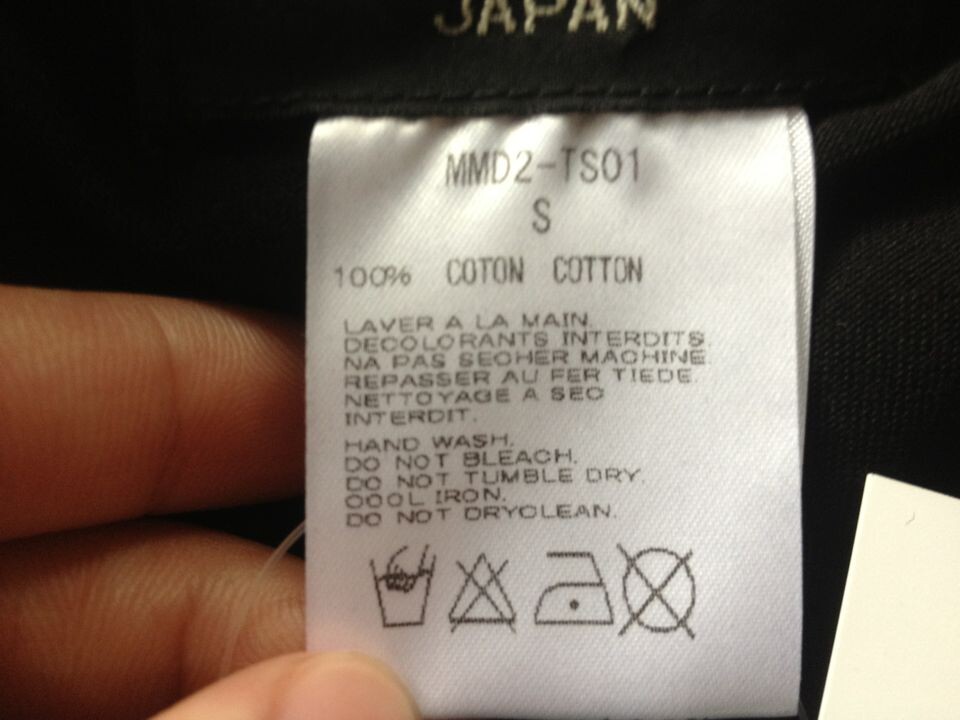 JAPAN
MMD2-TS01
S
100% COTON COTTON
LAVER A LA MAIN.
DECOLORANTS INTERDITS.
NA PAS SECHER MACHINE
REPASSER AU FER TIEDE.
NETTOYAGE A SEC
INTERDIT.
HAND WASH.
DO NOT BLEACH.
DO NOT TUMBLE DRY.
COOL IRON.
DO NOT DRYCLEAN.